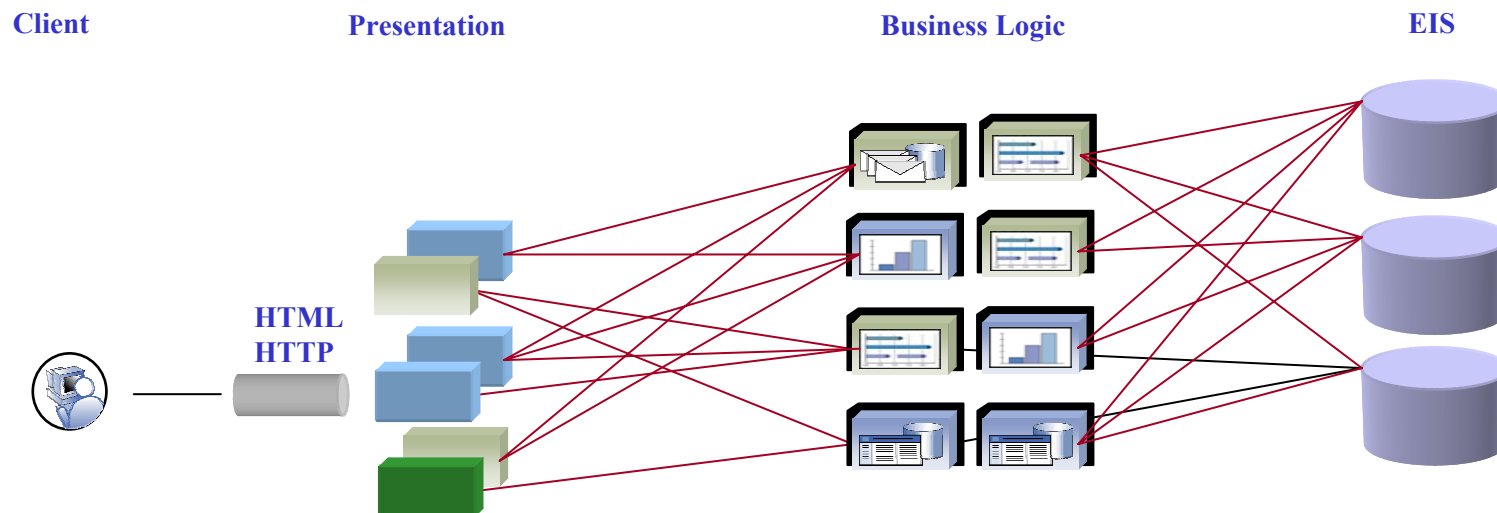 Client
Presentation
Business Logic
EIS
HTML
HTTP